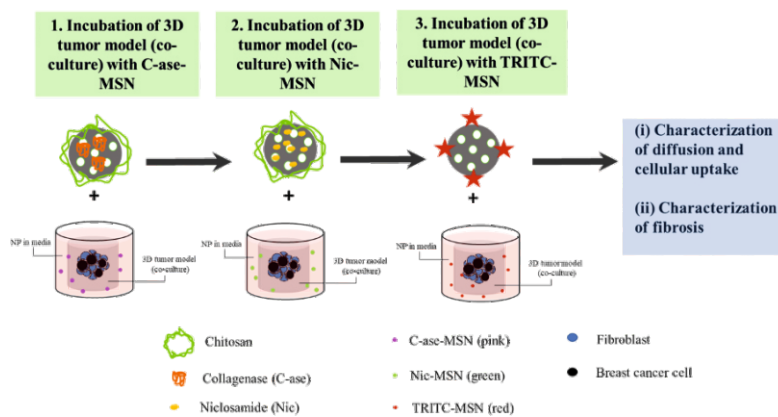 1. Incubation of 3D
tumor model (co-
culture) with C-ase-
MSN
2. Incubation of 3D
tumor model (co-
culture) with Nic-
MSN
3. Incubation of 3D
tumor model (co-
culture) with TRITC-
MSN
(i) Characterization
of diffusion and
cellular uptake
(ii) Characterization
of fibrosis
+
+
+
NP in media
3D tumor model
(co-culture)
NP in media
3D tumor model
(co-culture)
NP in media
3D tumor model
(co-culture)
Chitosan
Collagenase (C-ase)
Niclosamide (Nic)
C-ase-MSN (pink)
Nic-MSN (green)
TRITC-MSN (red)
Fibroblast
Breast cancer cell